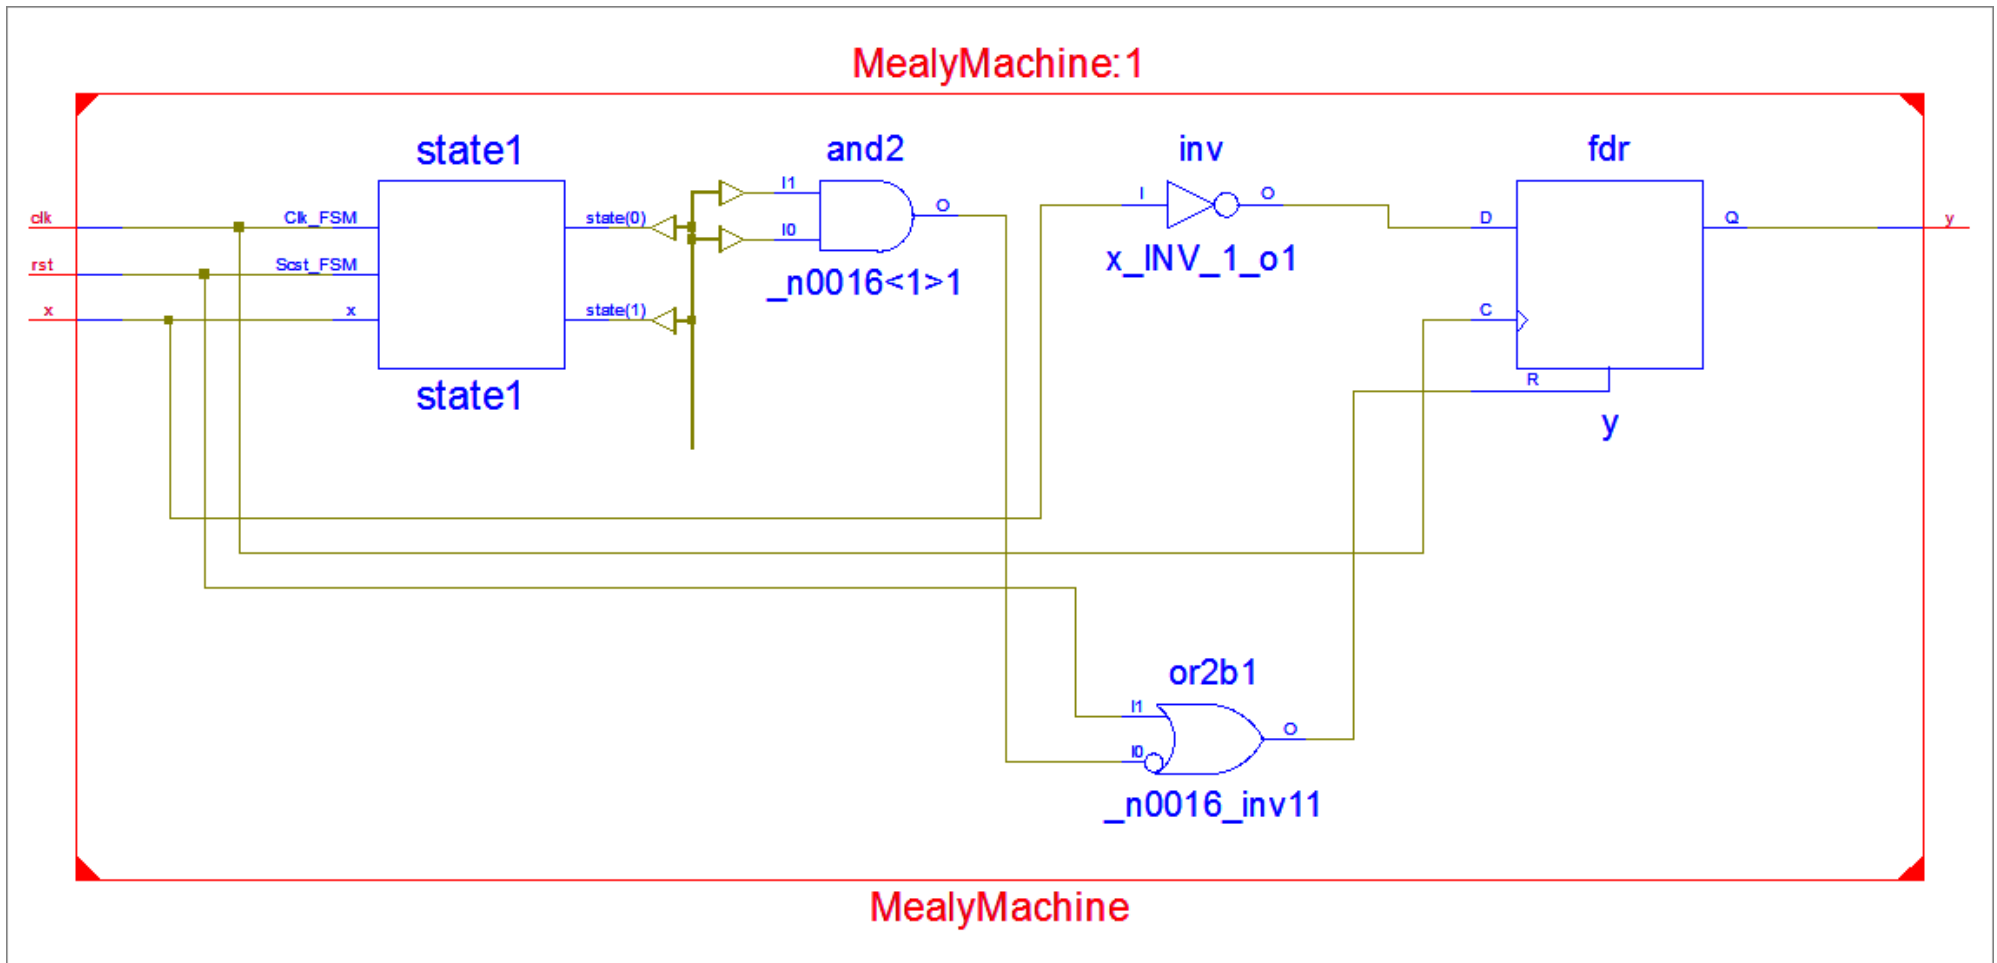 MealyMachine:1
state1
and2
inv
fdr
clk
Clk_FSM
state(0)
I1
O
I0
I
O
D
Q
y
rst
Scst_FSM
_n0016<1>1
x_INV_1_o1
x
x
state(1)
C
R
state1
y
or2b1
I1
I0
O
_n0016_inv11
MealyMachine